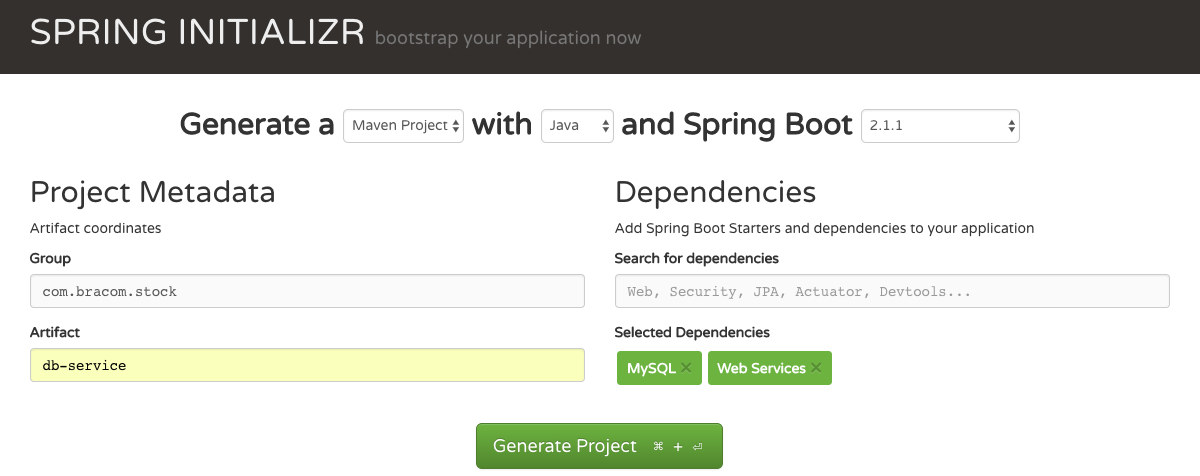 SPRING INITIALIZR bootstrap your application now
Generate a Maven Project with Java and Spring Boot 2.1.1
Project Metadata
Artifact coordinates
Group
com.bracom.stock
Artifact
db-service
Dependencies
Add Spring Boot Starters and dependencies to your application
Search for dependencies
Web, Security, JPA, Actuator, Devtools...
Selected Dependencies
MySQL × Web Services ×
Generate Project ⌘ + ⏎